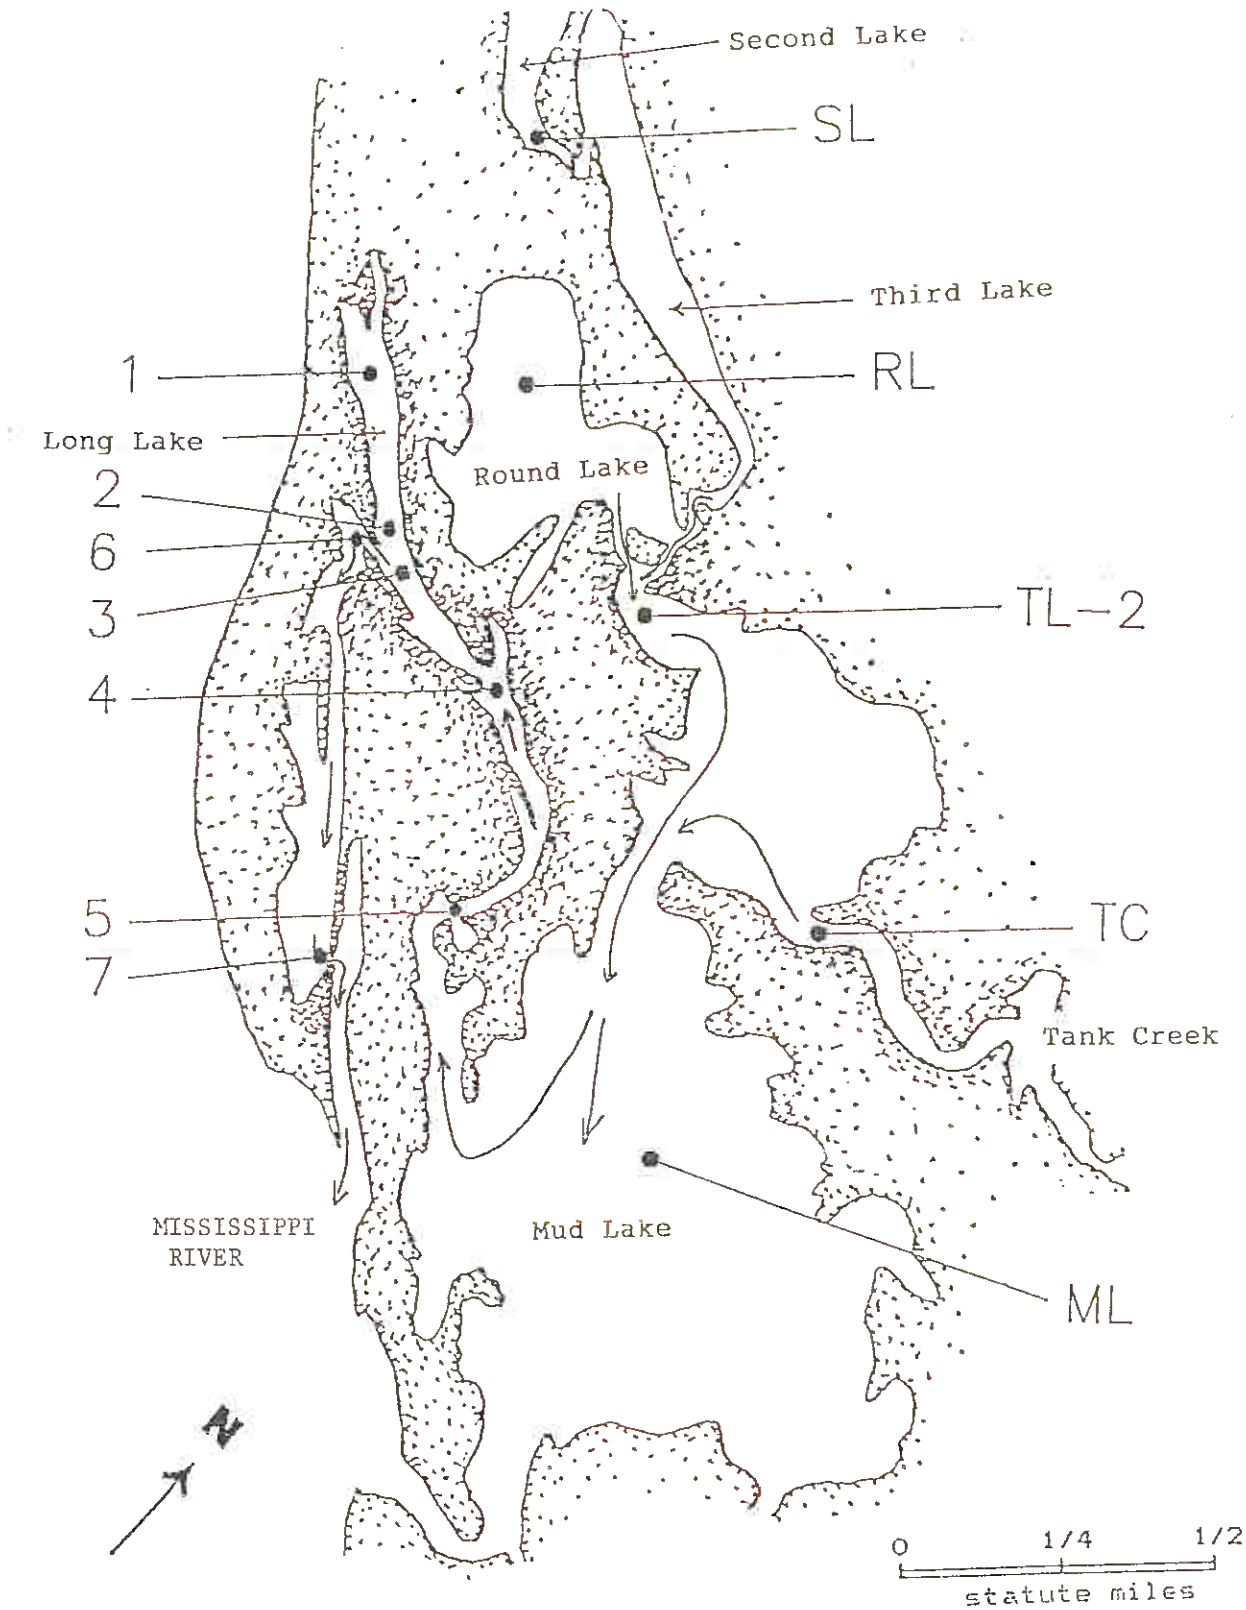 Second Lake
SL
Third Lake
1
RL
Long Lake
Round Lake
2
6
3
TL-2
4
5
TC
7
Tank Creek
MISSISSIPPI
RIVER
Mud Lake
ML
N
0 1/4 1/2
statute miles